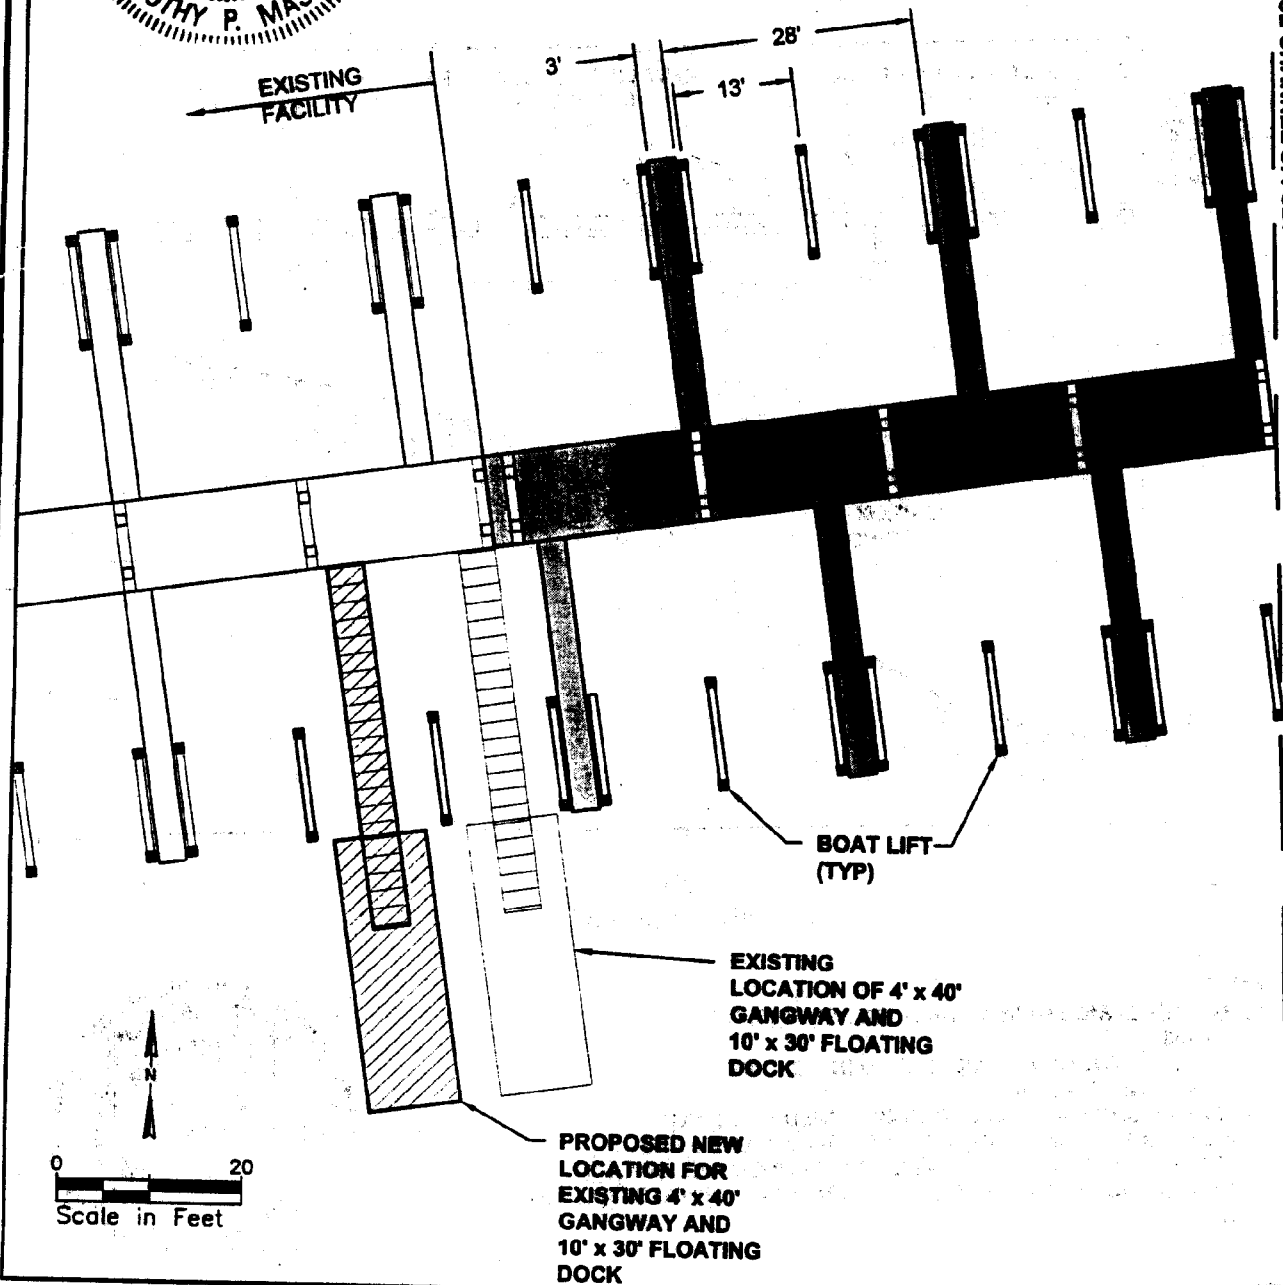 OTHY P. MAS
EXISTING
FACILITY
3'
28'
13'
BOAT LIFT
(TYP)
EXISTING
LOCATION OF 4' x 40'
GANGWAY AND
10' x 30' FLOATING
DOCK
PROPOSED NEW
LOCATION FOR
EXISTING 4' x 40'
GANGWAY AND
10' x 30' FLOATING
DOCK
N
0 20
Scale in Feet